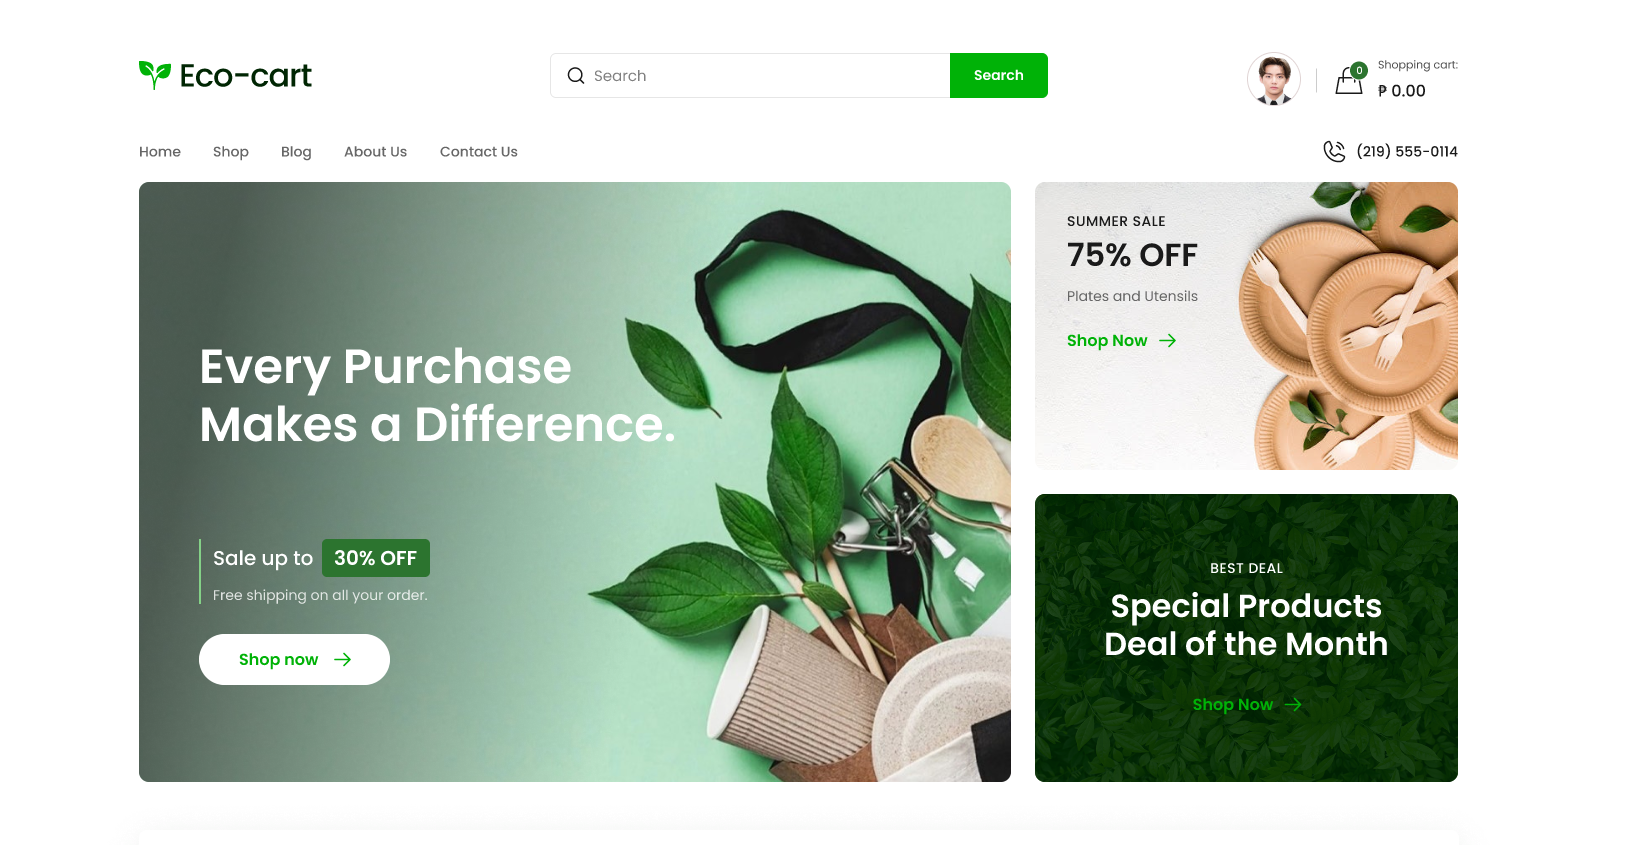 Eco-cart
Search
Search
0
Shopping cart:
₱ 0.00
Home
Shop
Blog
About Us
Contact Us
(219) 555-0114
Every Purchase
Makes a Difference.
Sale up to 30% OFF
Free shipping on all your order.
Shop now
SUMMER SALE
75% OFF
Plates and Utensils
Shop Now
BEST DEAL
Special Products
Deal of the Month
Shop Now